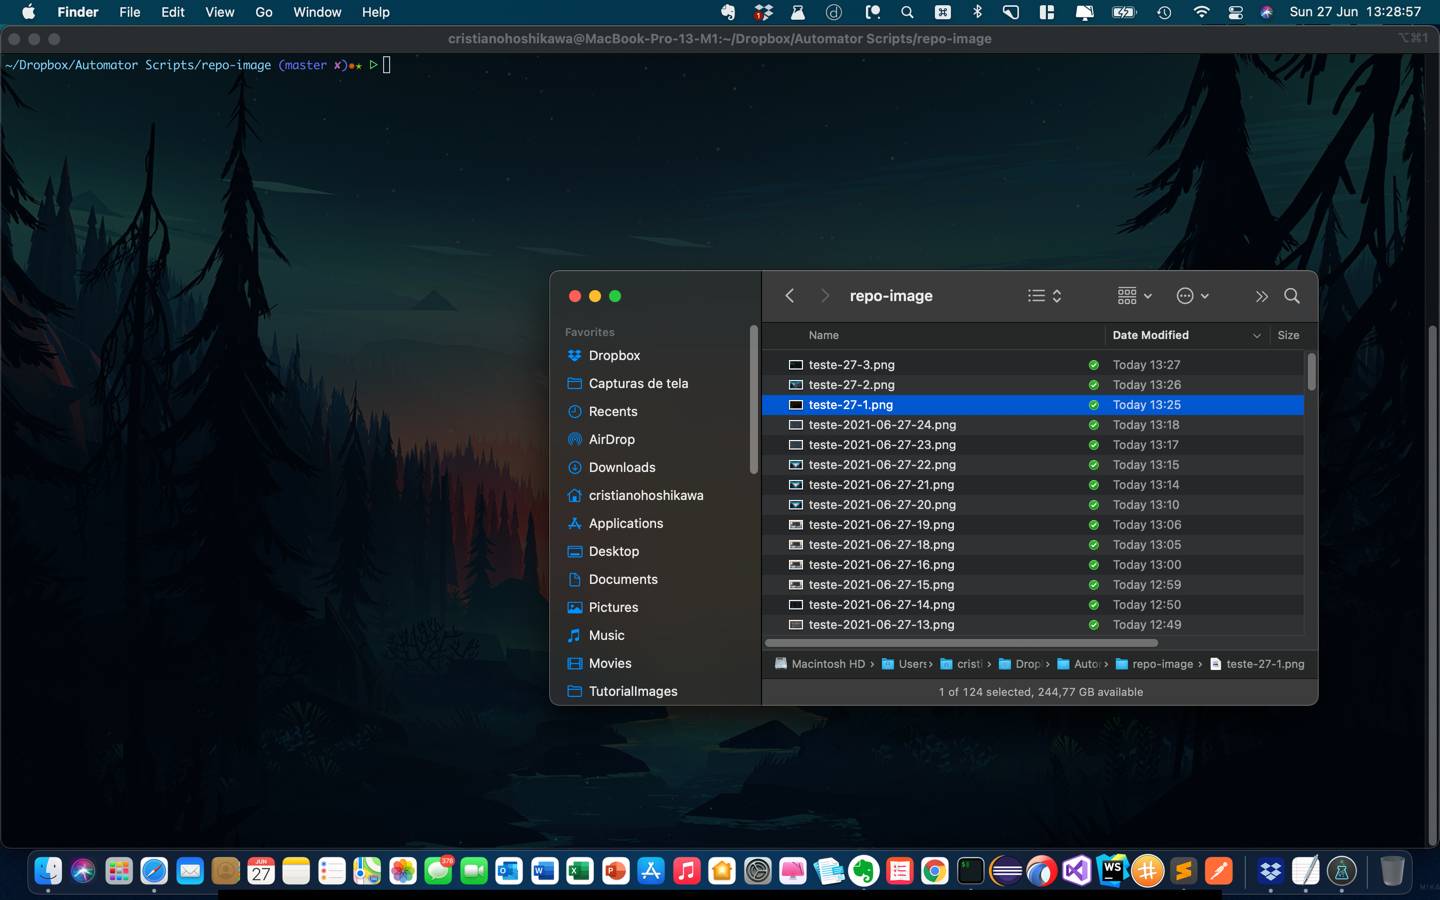 Finder File Edit View Go Window Help Sun 27 Jun 13:28:57
cristianohoshikawa@MacBook-Pro-13-M1:~/Dropbox/Automator Scripts/repo-image ⌥⌘1
~/Dropbox/Automator Scripts/repo-image (master ✗)
repo-image
Favorites
Dropbox
Capturas de tela
Recents
AirDrop
Downloads
cristianohoshikawa
Applications
Desktop
Documents
Pictures
Music
Movies
TutorialImages
Name Date Modified Size
teste-27-3.png Today 13:27
teste-27-2.png Today 13:26
teste-27-1.png Today 13:25
teste-2021-06-27-24.png Today 13:18
teste-2021-06-27-23.png Today 13:17
teste-2021-06-27-22.png Today 13:15
teste-2021-06-27-21.png Today 13:14
teste-2021-06-27-20.png Today 13:10
teste-2021-06-27-19.png Today 13:06
teste-2021-06-27-18.png Today 13:05
teste-2021-06-27-16.png Today 13:00
teste-2021-06-27-15.png Today 12:59
teste-2021-06-27-14.png Today 12:50
teste-2021-06-27-13.png Today 12:49
Macintosh HD › Users › cristi › Drop › Autor › repo-image › teste-27-1.png
1 of 124 selected, 244,77 GB available
JUN
27
376
WS